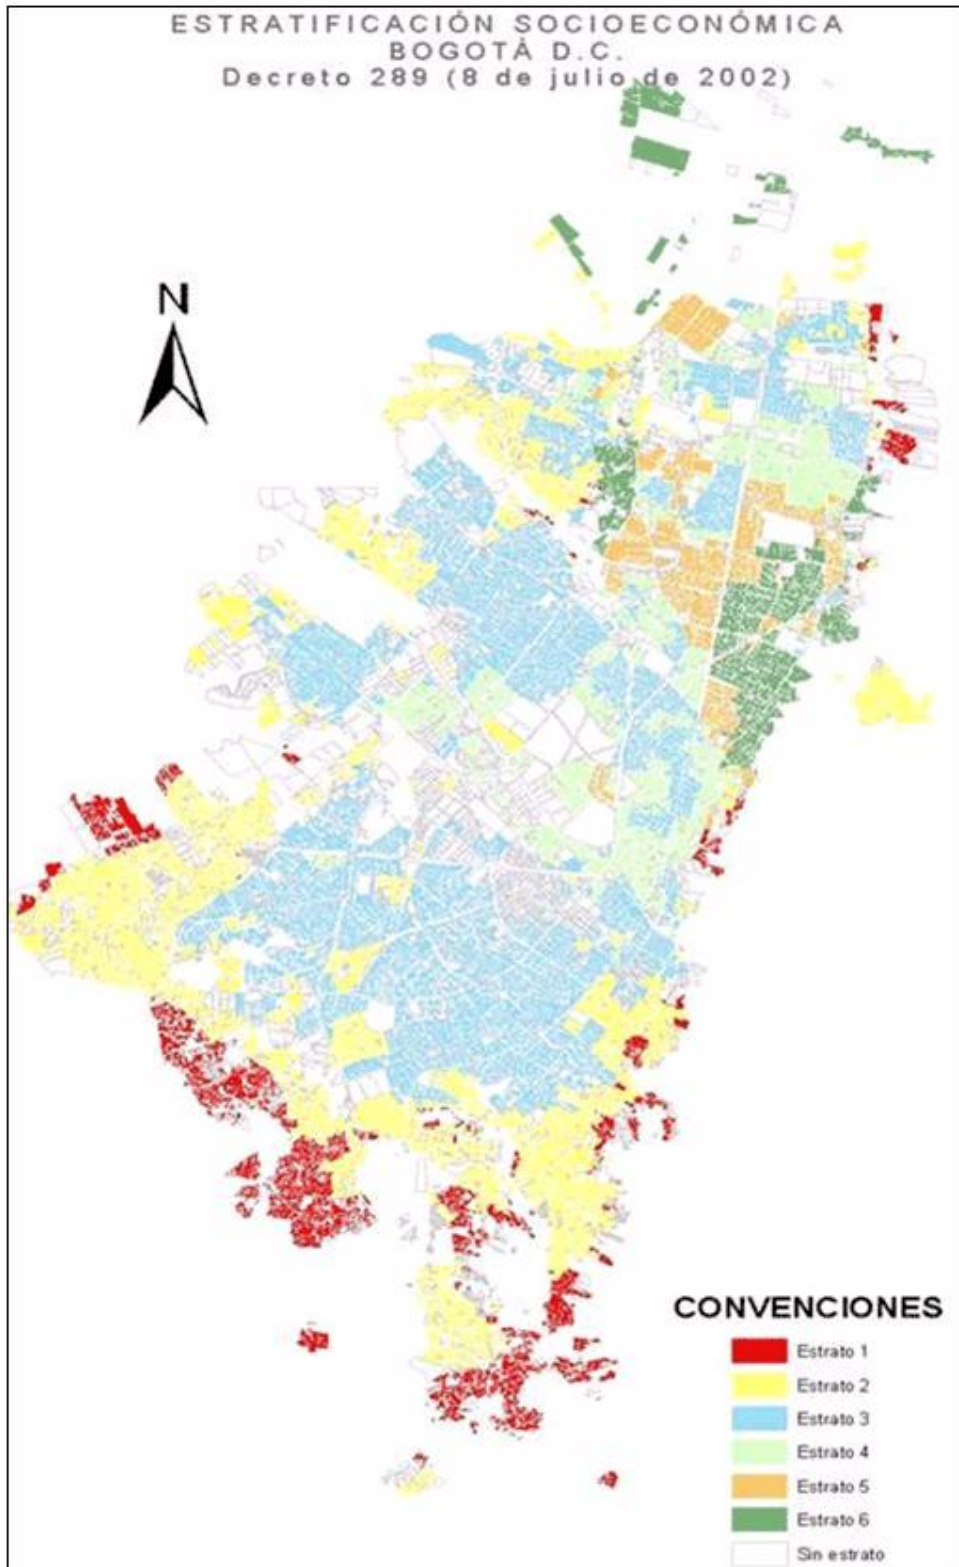 ESTRATIFICACIÓN SOCIOECONÓMICA
BOGOTÀ D.C.
Decreto 289 (8 de julio de 2002)
N
CONVENCIONES
Estrato 1
Estrato 2
Estrato 3
Estrato 4
Estrato 5
Estrato 6
Sin estrato